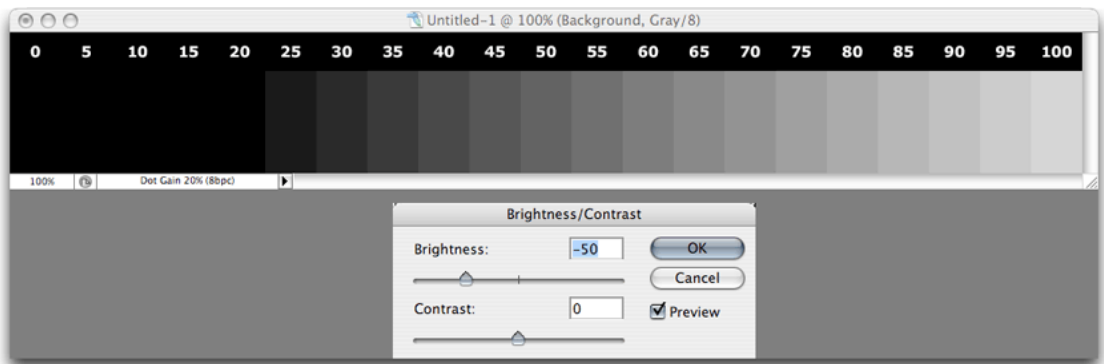 Untitled-1 @ 100% (Background, Gray/8)
0 5 10 15 20 25 30 35 40 45 50 55 60 65 70 75 80 85 90 95 100
100% Dot Gain 20% (8bpc)
Brightness/Contrast
Brightness: -50 OK
Cancel
Contrast: 0 Preview